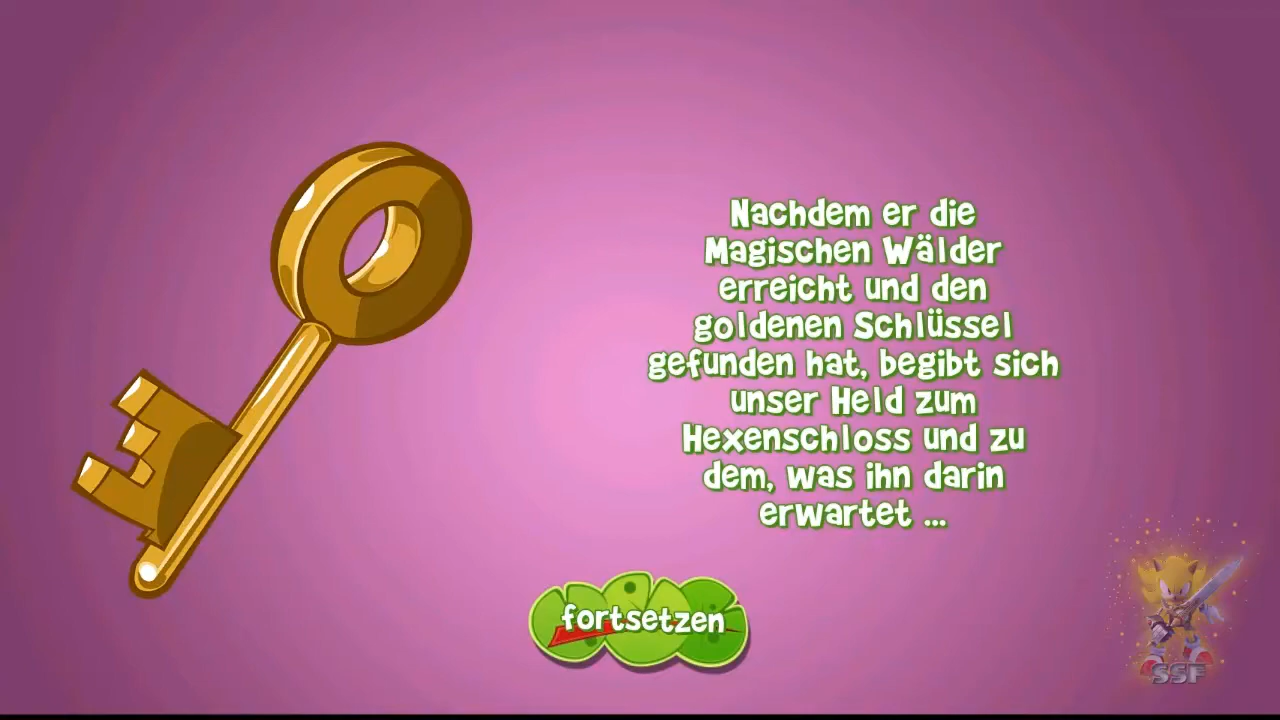 Nachdem er die
Magischen Wälder
erreicht und den
goldenen Schlüssel
gefunden hat, begibt sich
unser Held zum
Hexenschloss und zu
dem, was ihn darin
erwartet ...
fortsetzen
SSF